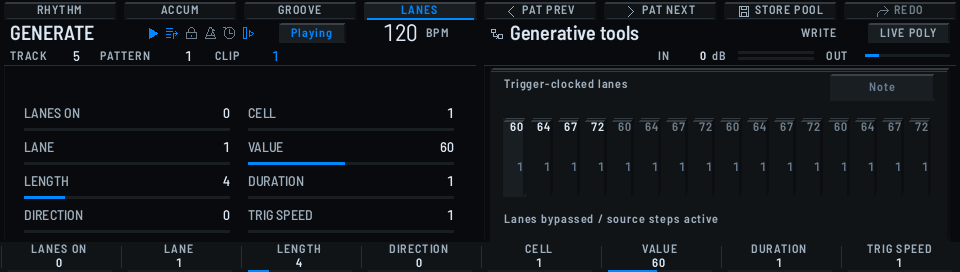 RHYTHM ACCUM GROOVE LANES PAT PREV PAT NEXT STORE POOL REDO
GENERATE Playing 120 BPM Generative tools WRITE LIVE POLY
TRACK 5 PATTERN 1 CLIP 1 IN 0 dB OUT
Trigger-clocked lanes Note
LANES ON 0 CELL 1
60 64 67 72 60 64 67 72 60 64 67 72 60 64 67 72
LANE 1 VALUE 60
1 1 1 1 1 1 1 1 1 1 1 1 1 1 1 1
LENGTH 4 DURATION 1
DIRECTION 0 TRIG SPEED 1
Lanes bypassed / source steps active
LANES ON LANE LENGTH DIRECTION CELL VALUE DURATION TRIG SPEED
0 1 4 0 1 60 1 1